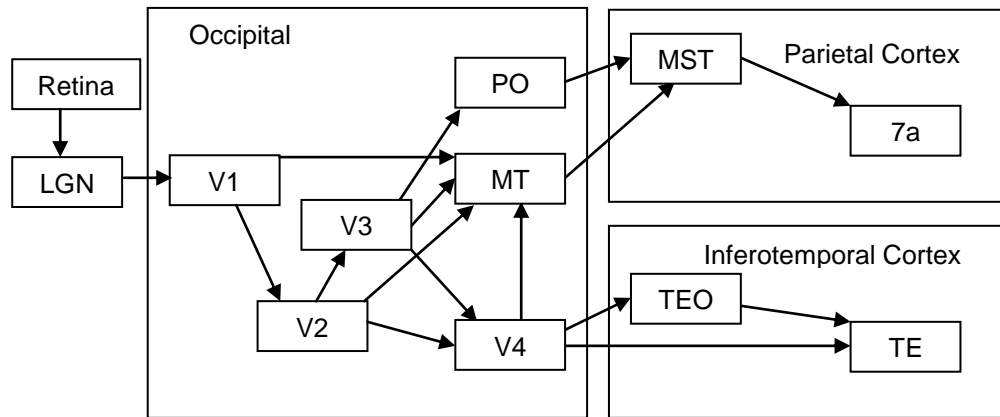 Occipital
Parietal Cortex
Retina
PO
MST
7a
LGN
V1
MT
V3
Inferotemporal Cortex
V2
V4
TEO
TE